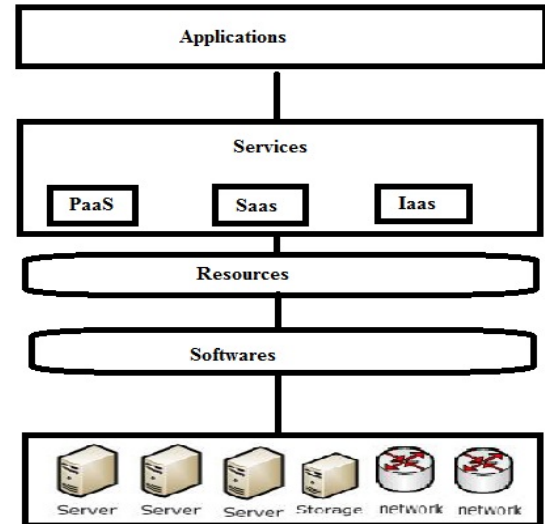 Applications
Services
PaaS Saas Iaas
Resources
Softwares
Server Server Server Storage network network